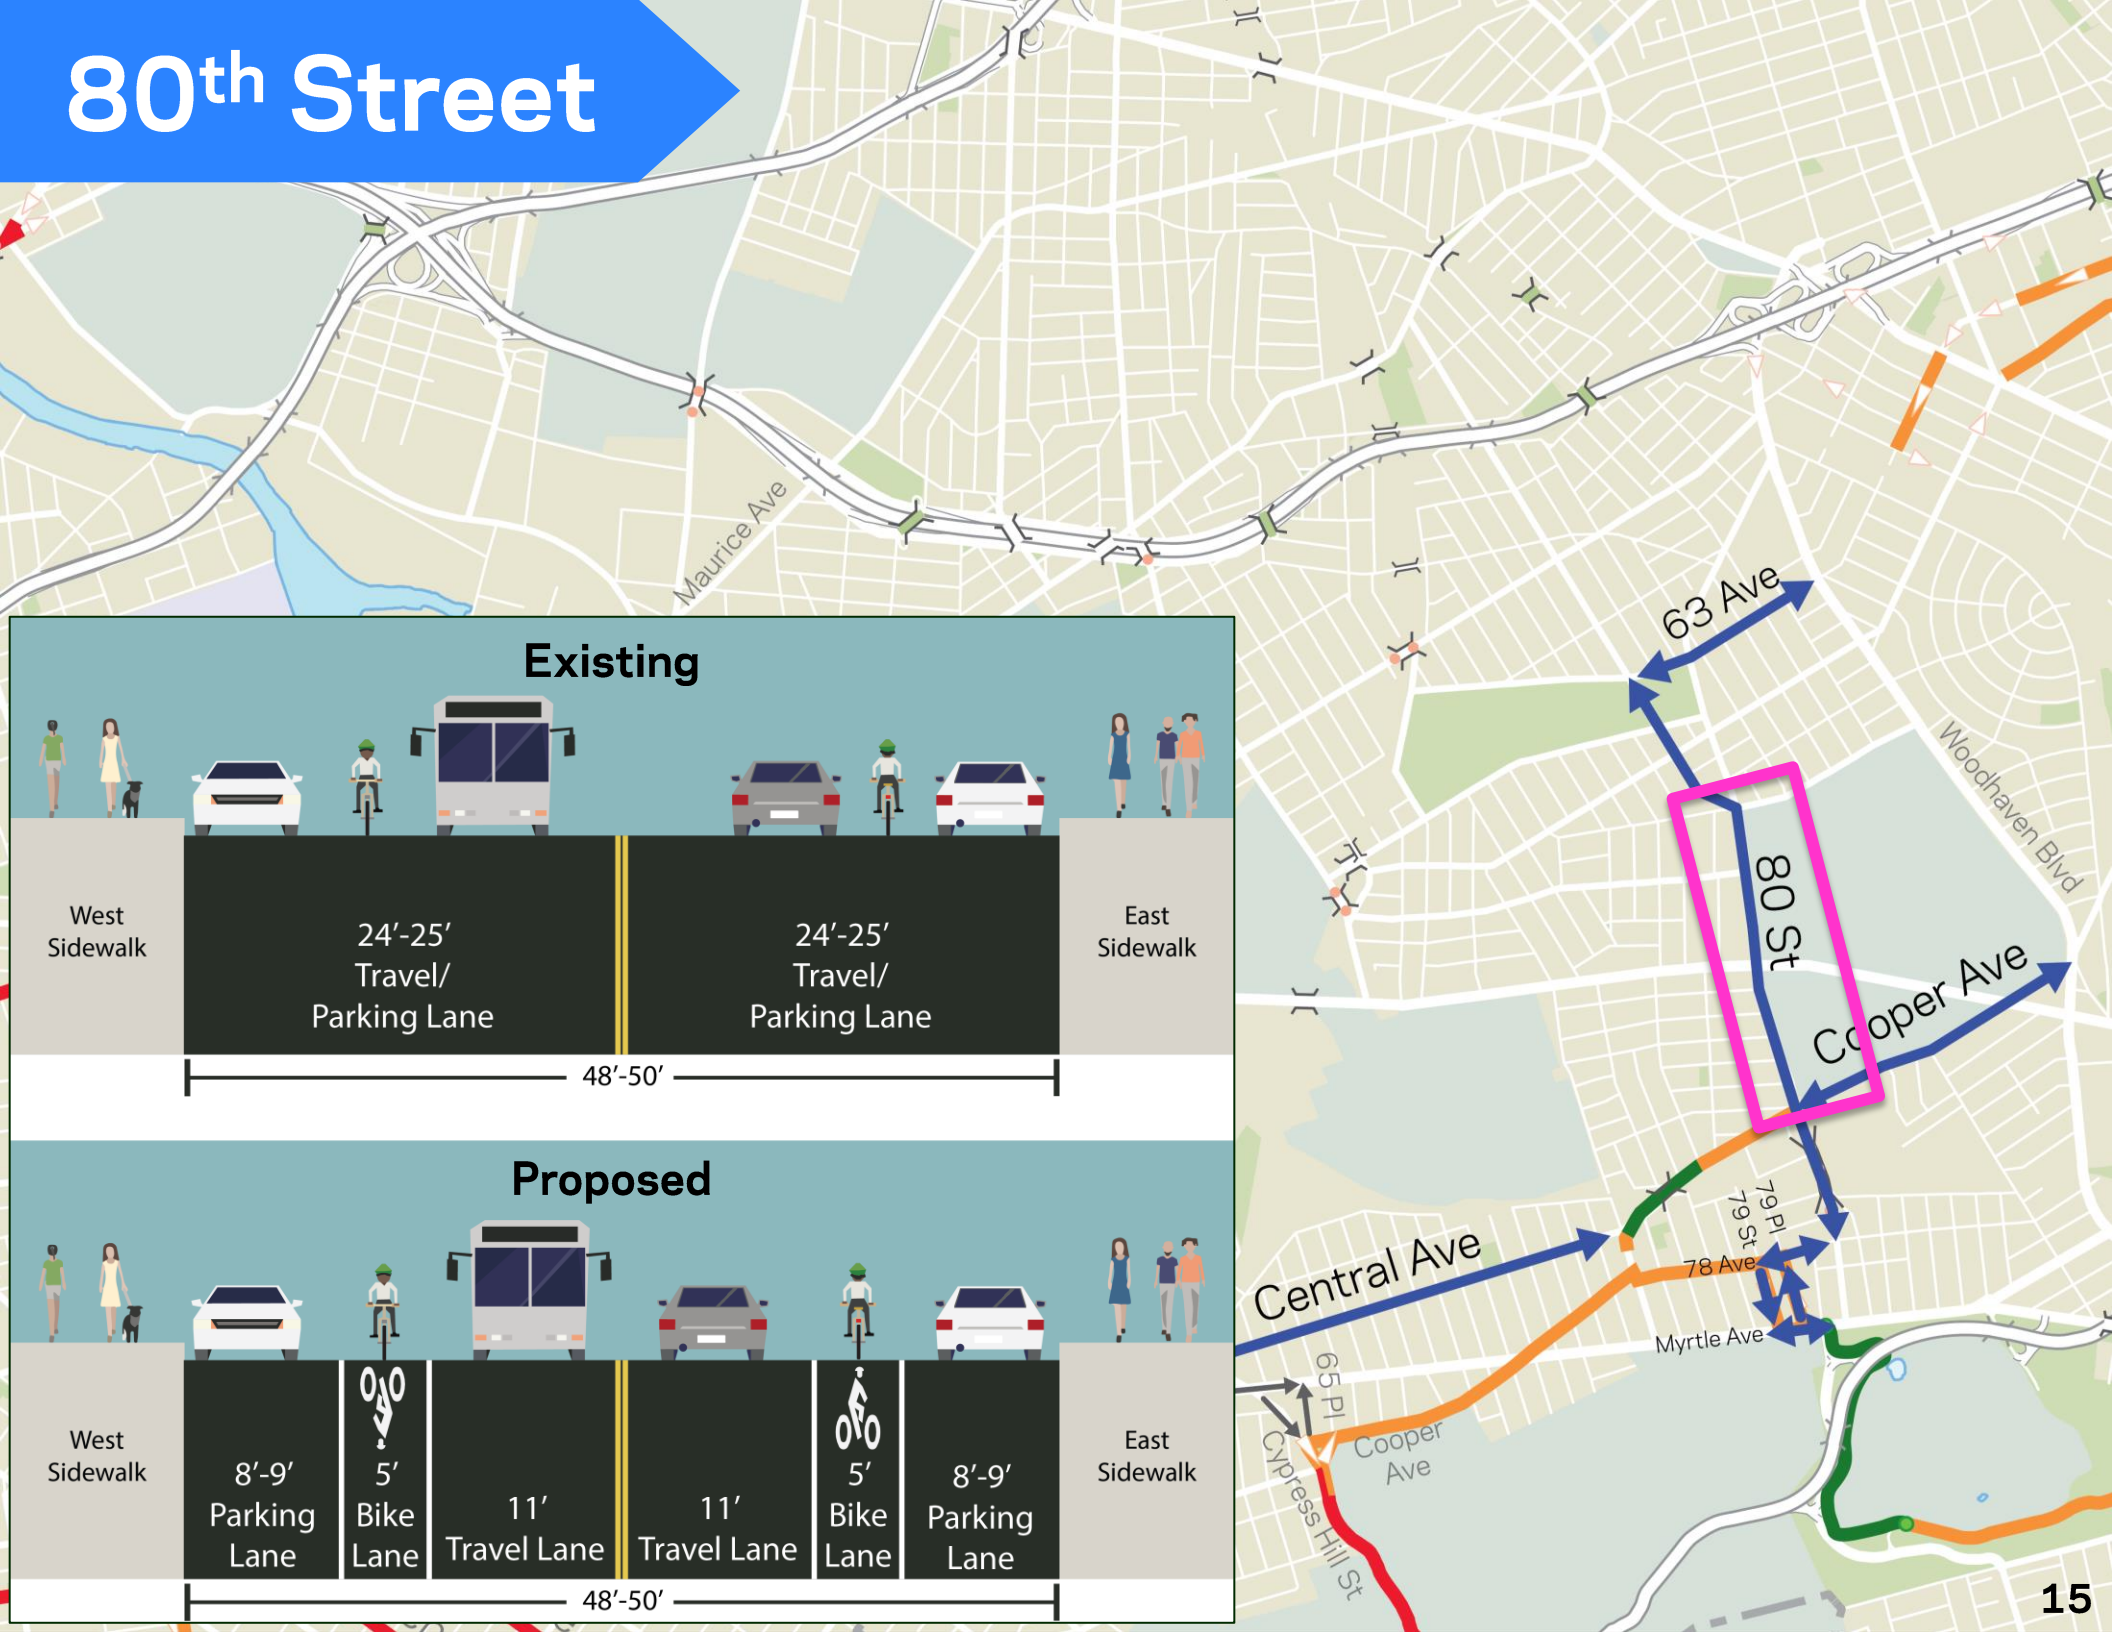 80th Street
Maurice Ave
63 Ave
Woodhaven Blvd
80 St
Cooper Ave
79 Pl
79 St
78 Ave
Central Ave
Myrtle Ave
65 Pl
Cooper
Ave
Cypress Hill St
Existing
West
Sidewalk
24'-25'
Travel/
Parking Lane
24'-25'
Travel/
Parking Lane
East
Sidewalk
48'-50'
Proposed
West
Sidewalk
8'-9'
Parking
Lane
5'
Bike
Lane
11'
Travel Lane
11'
Travel Lane
5'
Bike
Lane
8'-9'
Parking
Lane
East
Sidewalk
48'-50'
15